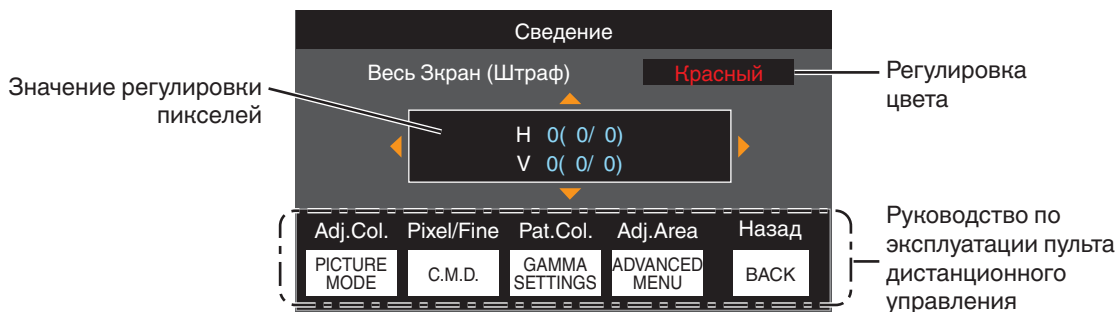 Сведение
Весь Зкран (Штраф)
Красный
Значение регулировки
пикселей
Регулировка
цвета
H 0( 0/ 0)
V 0( 0/ 0)
Adj.Col. Pixel/Fine Pat.Col. Adj.Area Назад
PICTURE
MODE
C.M.D.
GAMMA
SETTINGS
ADVANCED
MENU
BACK
Руководство по
эксплуатации пульта
дистанционного
управления